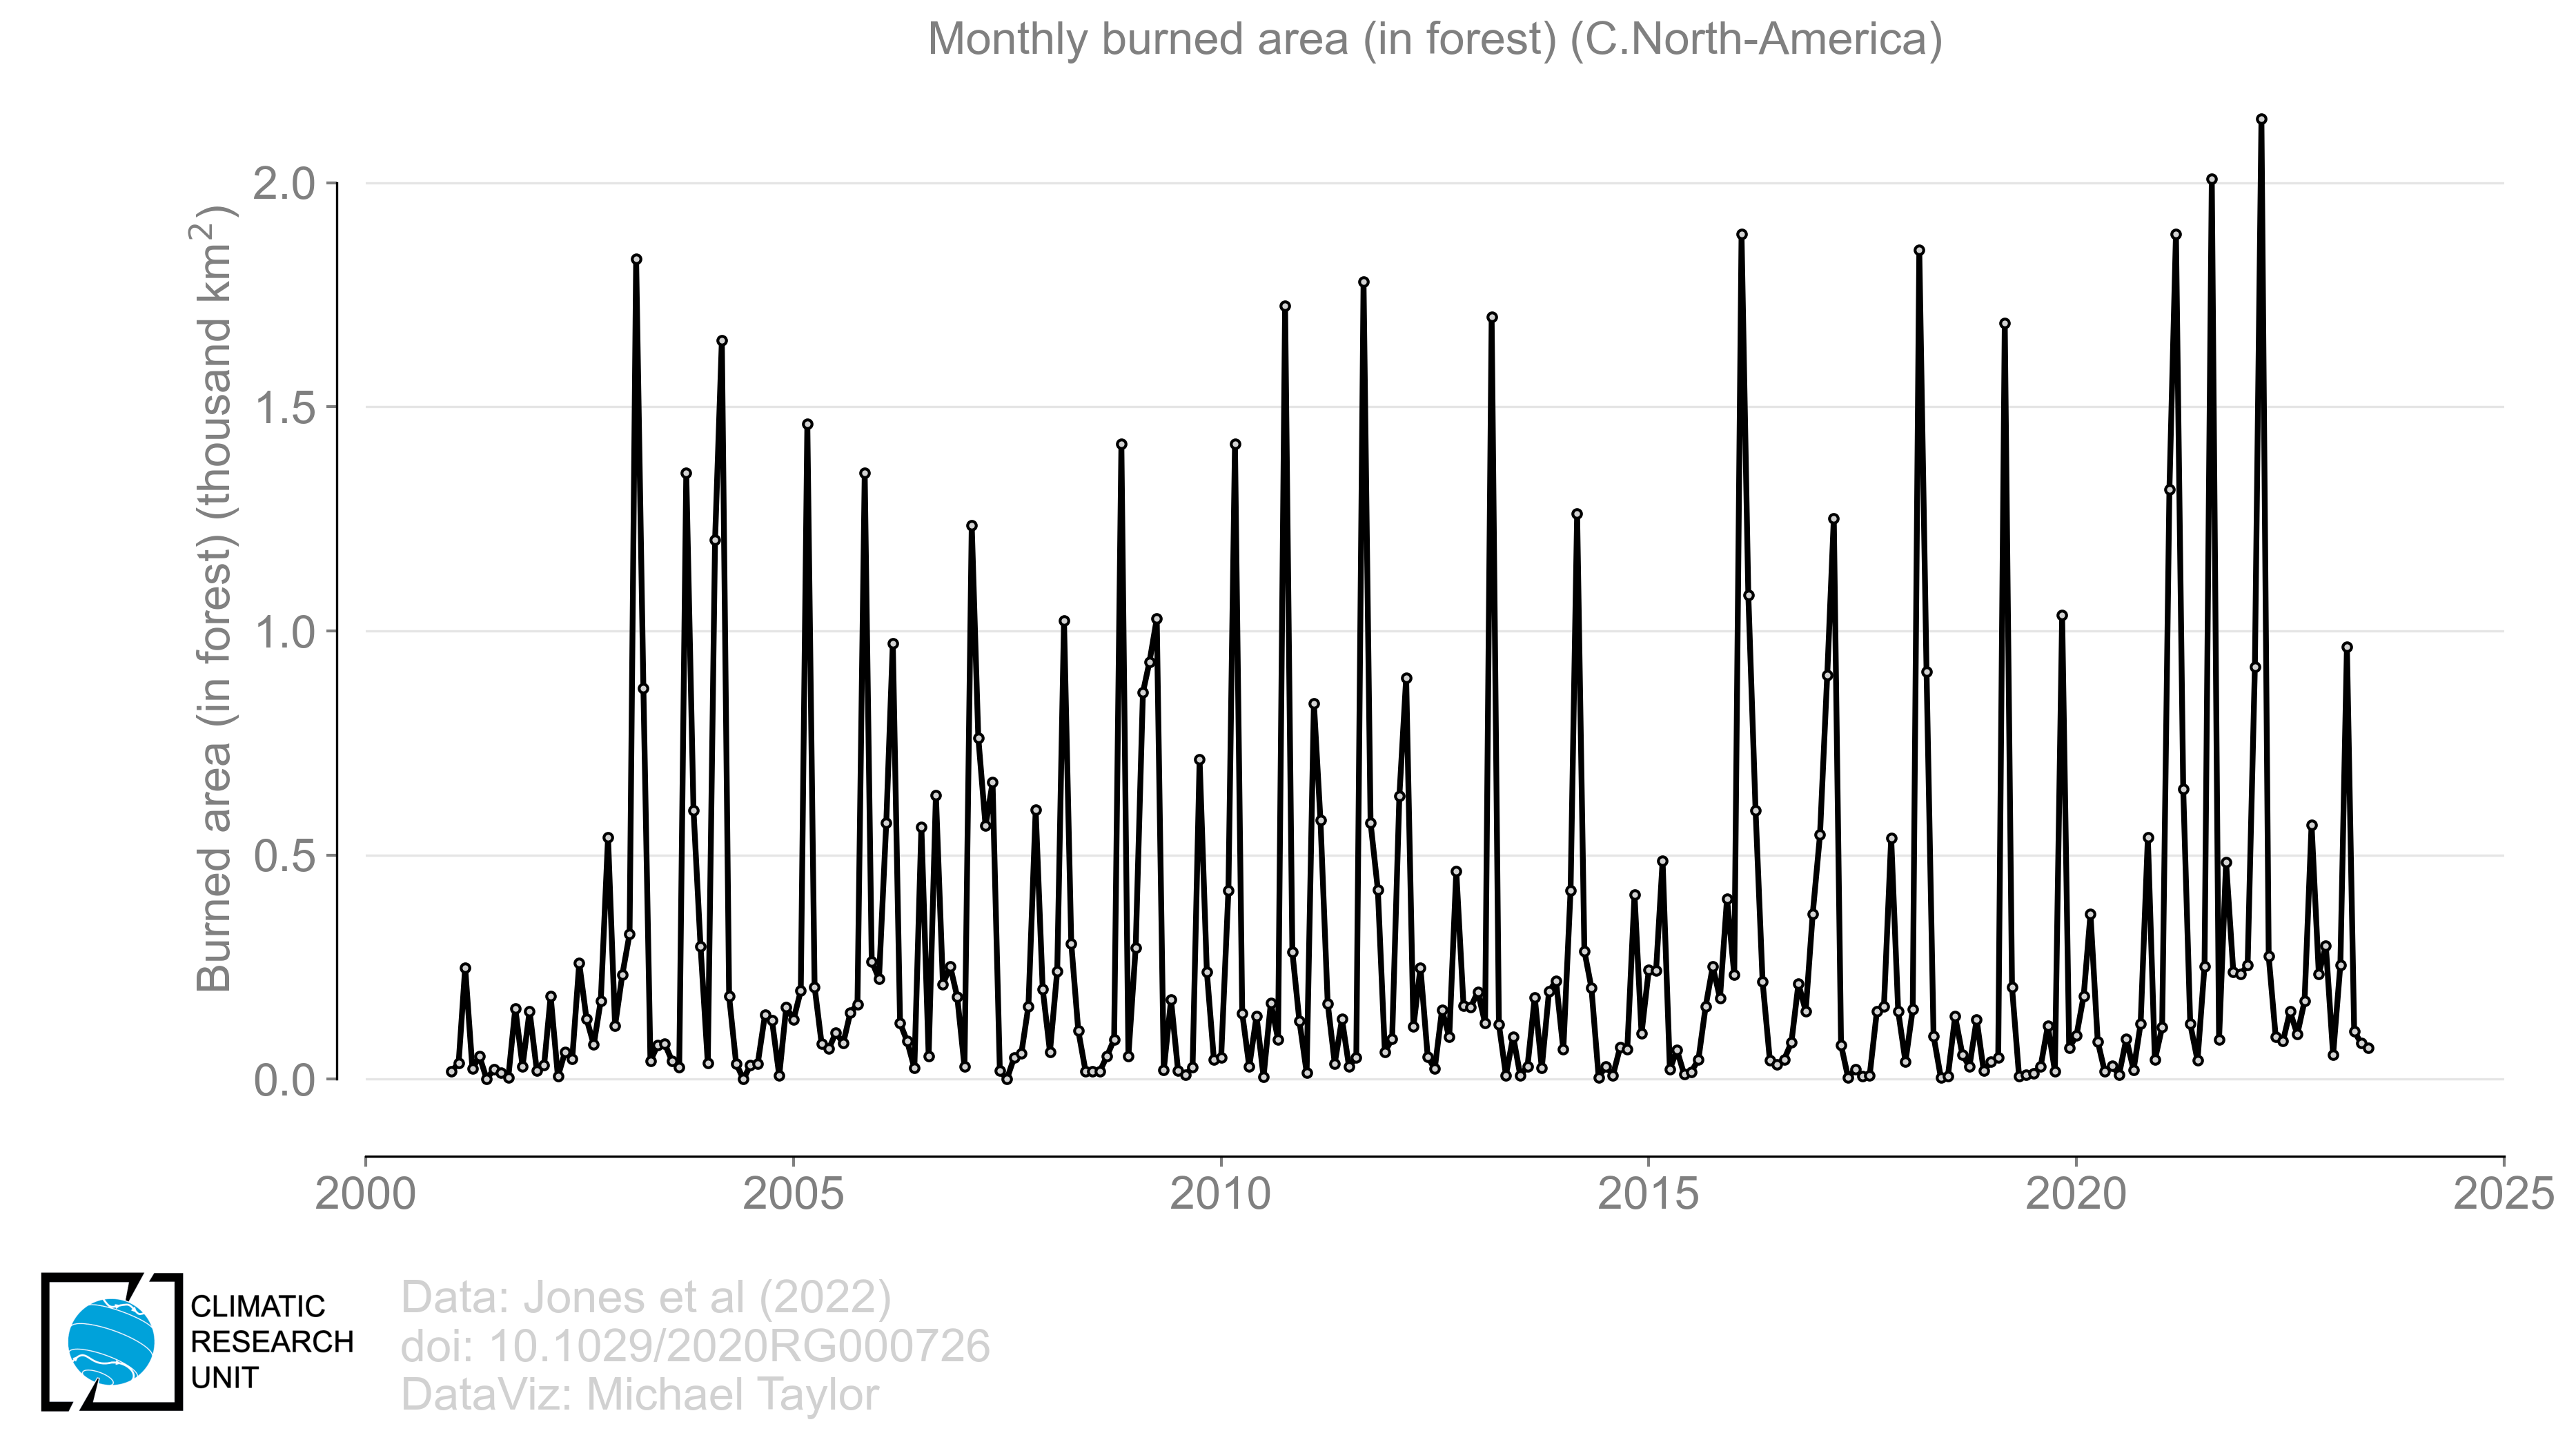 Monthly burned area (in forest) (C.North-America)
Burned area (in forest) (thousand km²)
2.0
1.5
1.0
0.5
0.0
2000 2005 2010 2015 2020 2025
CLIMATIC
RESEARCH
UNIT
Data: Jones et al (2022)
doi: 10.1029/2020RG000726
DataViz: Michael Taylor